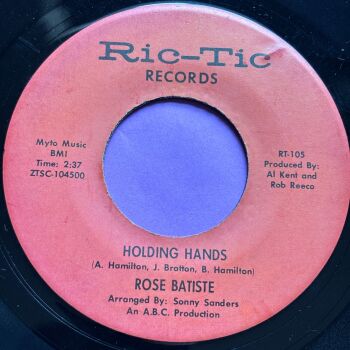 Ric-Tic
RECORDS
Myto Music
BMI
Time: 2:37
ZTSC-104500
RT-105
Produced By:
Al Kent and
Rob Reeco
HOLDING HANDS
(A. Hamilton, J. Brotton, B. Hamilton)
ROSE BATISTE
Arranged By: Sonny Sanders
An A.B.C. Production